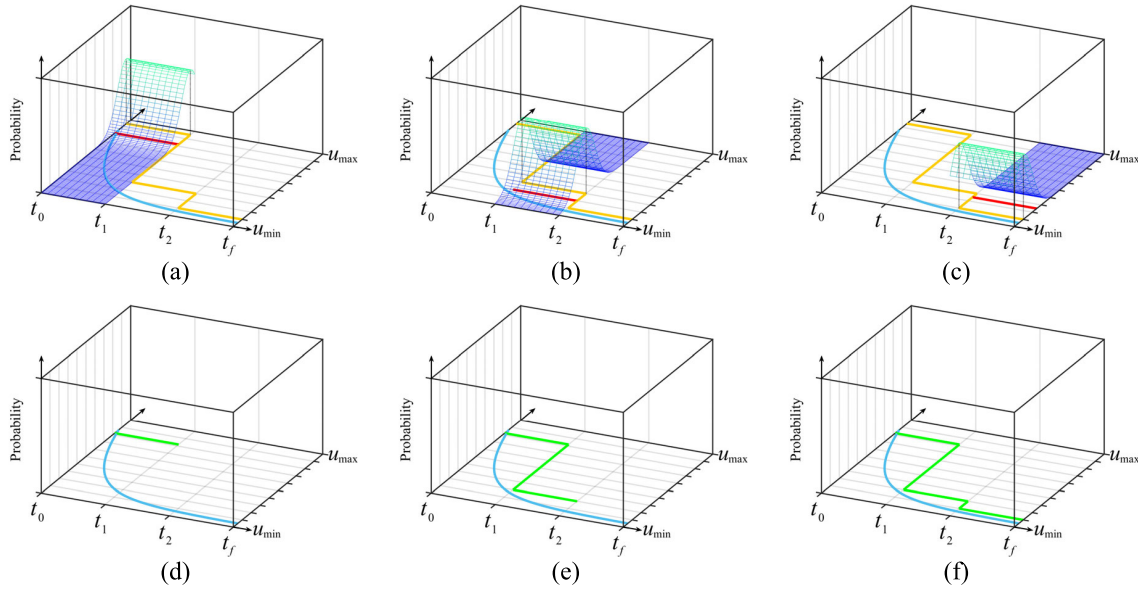 Probability
u_max
t_0
t_1
t_2
t_f
u_min
(a)
Probability
u_max
t_0
t_1
t_2
t_f
u_min
(b)
Probability
u_max
t_0
t_1
t_2
t_f
u_min
(c)
Probability
u_max
t_0
t_1
t_2
t_f
u_min
(d)
Probability
u_max
t_0
t_1
t_2
t_f
u_min
(e)
Probability
u_max
t_0
t_1
t_2
t_f
u_min
(f)